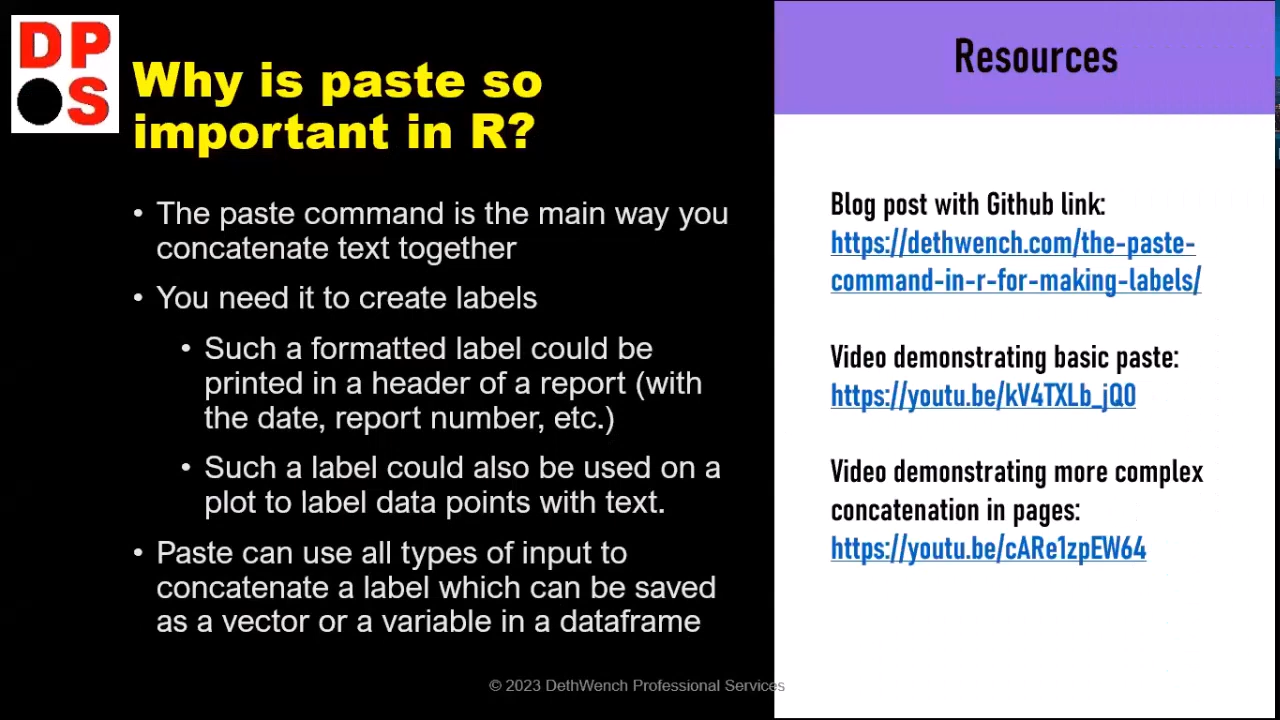 DP
S
Why is paste so
important in R?
• The paste command is the main way you
concatenate text together
• You need it to create labels
• Such a formatted label could be
printed in a header of a report (with
the date, report number, etc.)
• Such a label could also be used on a
plot to label data points with text.
• Paste can use all types of input to
concatenate a label which can be saved
as a vector or a variable in a dataframe
Resources
Blog post with Github link:
https://dethwench.com/the-paste-
command-in-r-for-making-labels/
Video demonstrating basic paste:
https://youtu.be/kV4TXLb_jQ0
Video demonstrating more complex
concatenation in pages:
https://youtu.be/cARe1zpEW64
© 2023 DethWench Professional Services